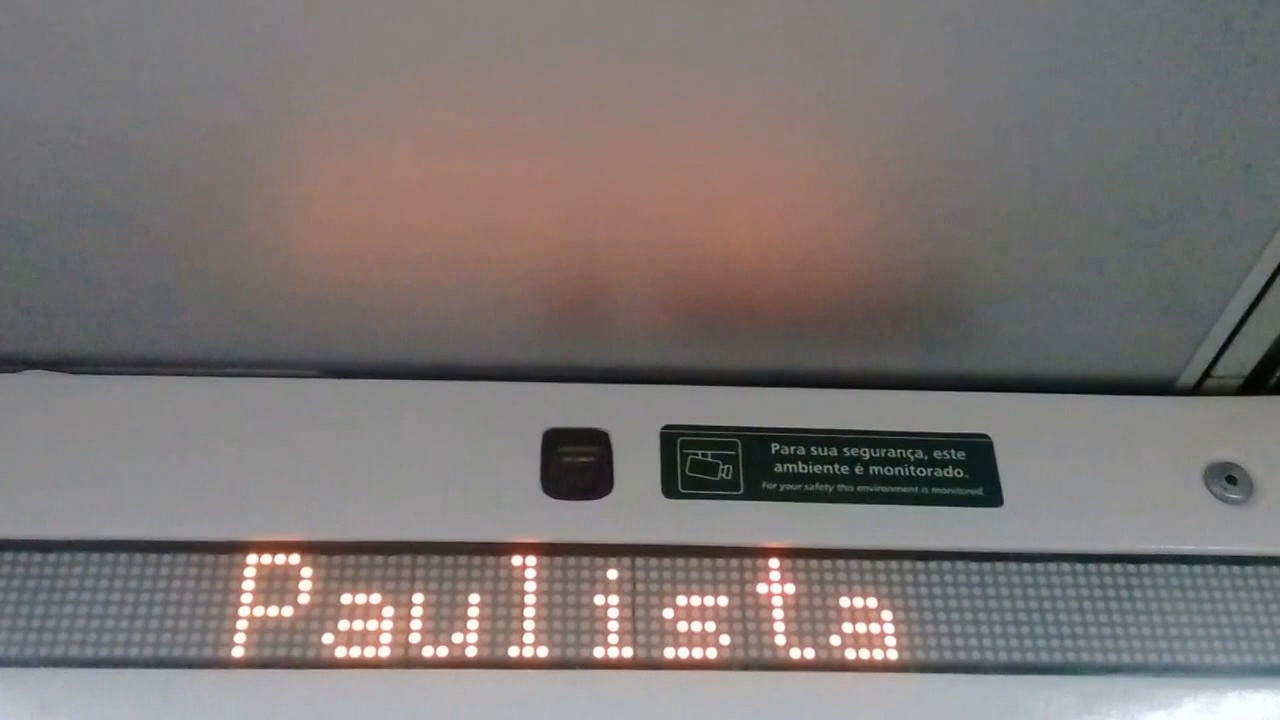 Para sua segurança, este
ambiente é monitorado.
For your safety this environment is monitored.
Paulista